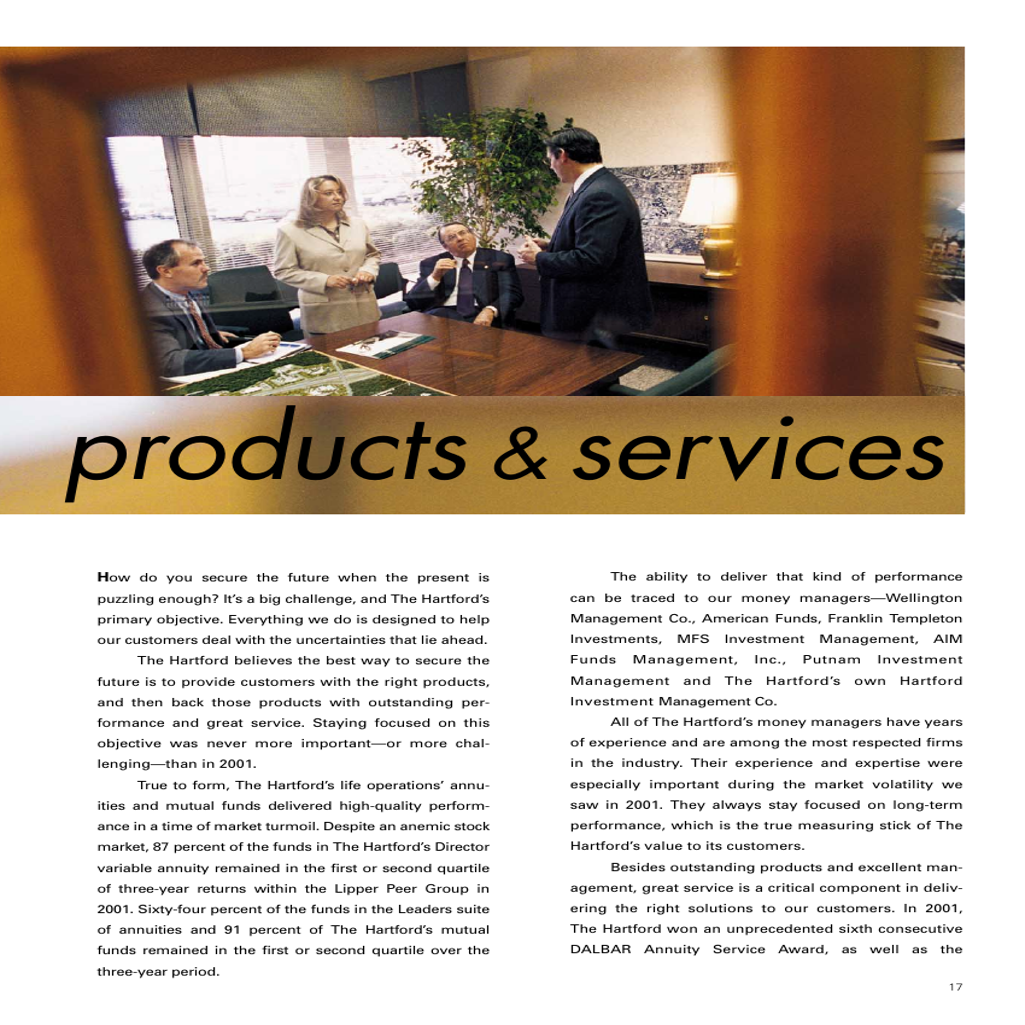 products & services
How do you secure the future when the present is
puzzling enough? It's a big challenge, and The Hartford's
primary objective. Everything we do is designed to help
our customers deal with the uncertainties that lie ahead.
The Hartford believes the best way to secure the
future is to provide customers with the right products,
and then back those products with outstanding per-
formance and great service. Staying focused on this
objective was never more important—or more chal-
lenging—than in 2001.
True to form, The Hartford's life operations' annu-
ities and mutual funds delivered high-quality perform-
ance in a time of market turmoil. Despite an anemic stock
market, 87 percent of the funds in The Hartford's Director
variable annuity remained in the first or second quartile
of three-year returns within the Lipper Peer Group in
2001. Sixty-four percent of the funds in the Leaders suite
of annuities and 91 percent of The Hartford's mutual
funds remained in the first or second quartile over the
three-year period.
The ability to deliver that kind of performance
can be traced to our money managers—Wellington
Management Co., American Funds, Franklin Templeton
Investments, MFS Investment Management, AIM
Funds Management, Inc., Putnam Investment
Management and The Hartford's own Hartford
Investment Management Co.
All of The Hartford's money managers have years
of experience and are among the most respected firms
in the industry. Their experience and expertise were
especially important during the market volatility we
saw in 2001. They always stay focused on long-term
performance, which is the true measuring stick of The
Hartford's value to its customers.
Besides outstanding products and excellent man-
agement, great service is a critical component in deliv-
ering the right solutions to our customers. In 2001,
The Hartford won an unprecedented sixth consecutive
DALBAR Annuity Service Award, as well as the
17